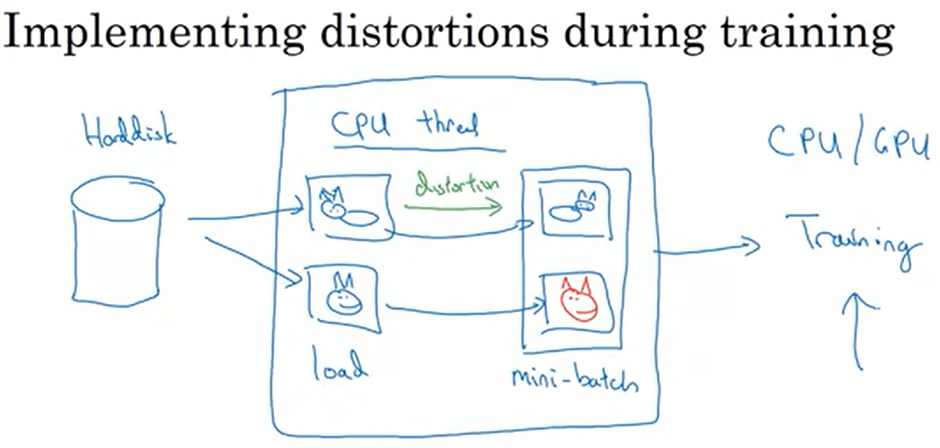 Implementing distortions during training
Harddisk
CPU thread
distortion
load
mini-batch
CPU/GPU
Training